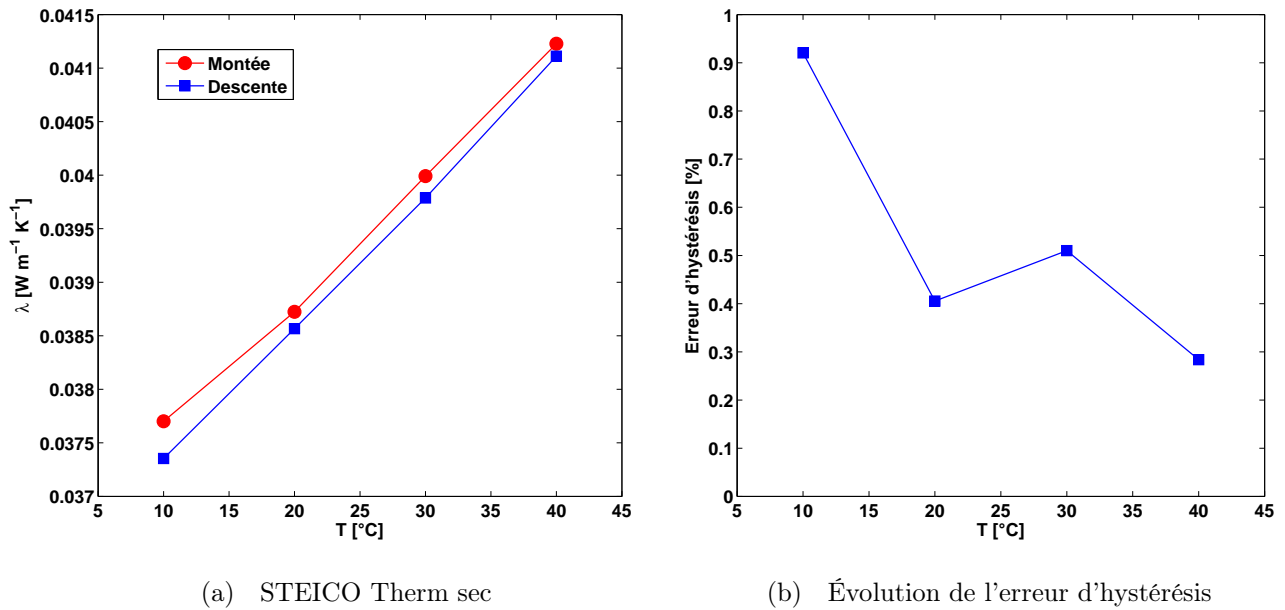 0.0415
0.041
0.0405
0.04
0.0395
0.039
0.0385
0.038
0.0375
0.037
λ [W m⁻¹ K⁻¹]
Montée
Descente
5 10 15 20 25 30 35 40 45
T [°C]
(a) STEICO Therm sec
1
0.9
0.8
0.7
0.6
0.5
0.4
0.3
0.2
0.1
0
Erreur d'hystérésis [%]
5 10 15 20 25 30 35 40 45
T [°C]
(b) Évolution de l'erreur d'hystérésis